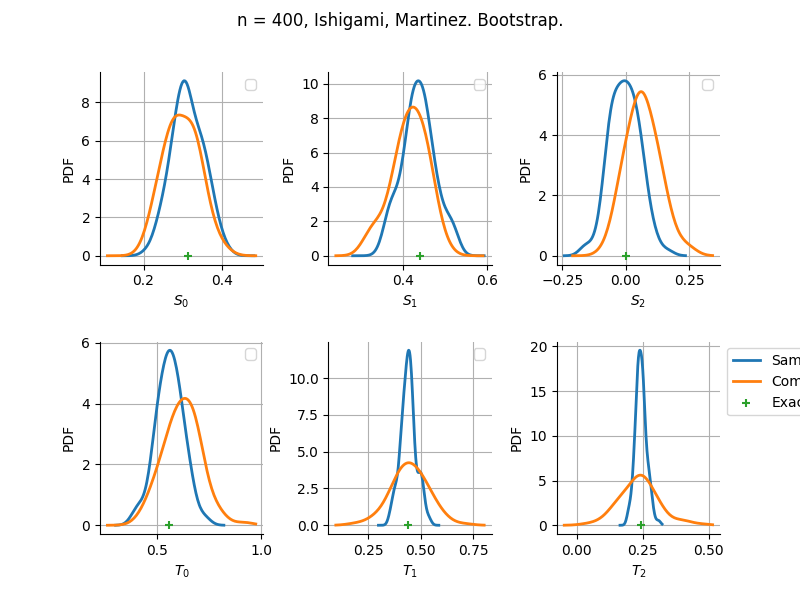 n = 400, Ishigami, Martinez. Bootstrap.
PDF
8
6
4
2
0
0.2 0.4
S0
PDF
10
8
6
4
2
0
0.4 0.6
S1
PDF
6
4
2
0
−0.25 0.00 0.25
S2
PDF
6
4
2
0
0.5 1.0
T0
PDF
10.0
7.5
5.0
2.5
0.0
0.25 0.50 0.75
T1
PDF
20
15
10
5
0
0.00 0.25 0.50
T2
Sam
Com
Exac